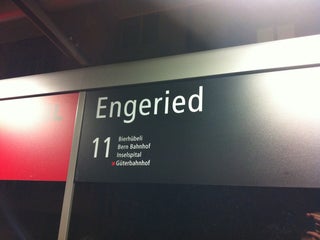 Engeried
11 Bierhübeli
Bern Bahnhof
Inselspital
Güterbahnhof